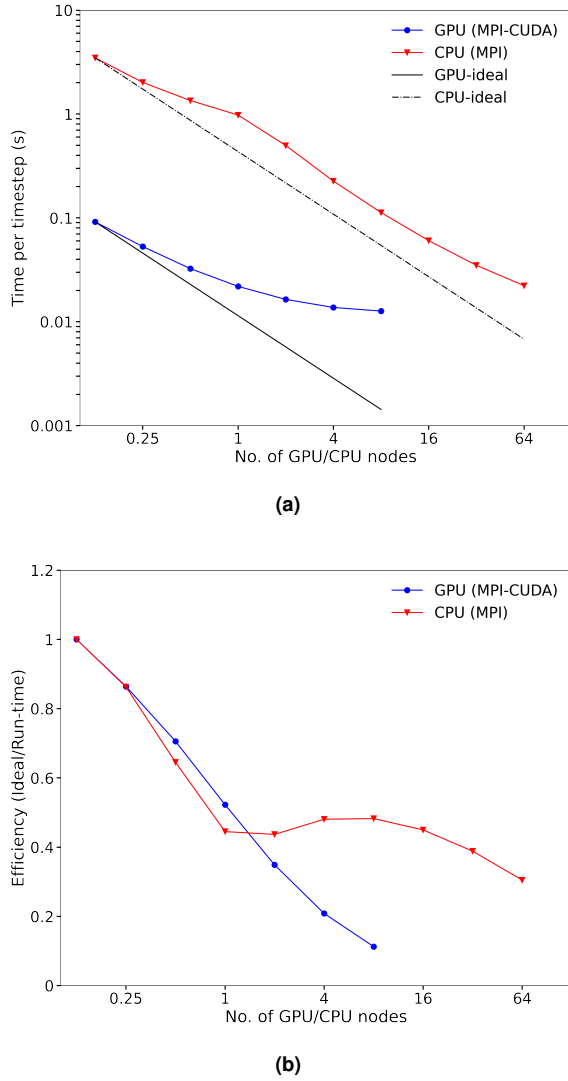 10
1
0.1
0.01
0.001
Time per timestep (s)
GPU (MPI-CUDA)
CPU (MPI)
GPU-ideal
CPU-ideal
0.25 1 4 16 64
No. of GPU/CPU nodes
(a)
1.2
1
0.8
0.6
0.4
0.2
0
Efficiency (Ideal/Run-time)
GPU (MPI-CUDA)
CPU (MPI)
0.25 1 4 16 64
No. of GPU/CPU nodes
(b)